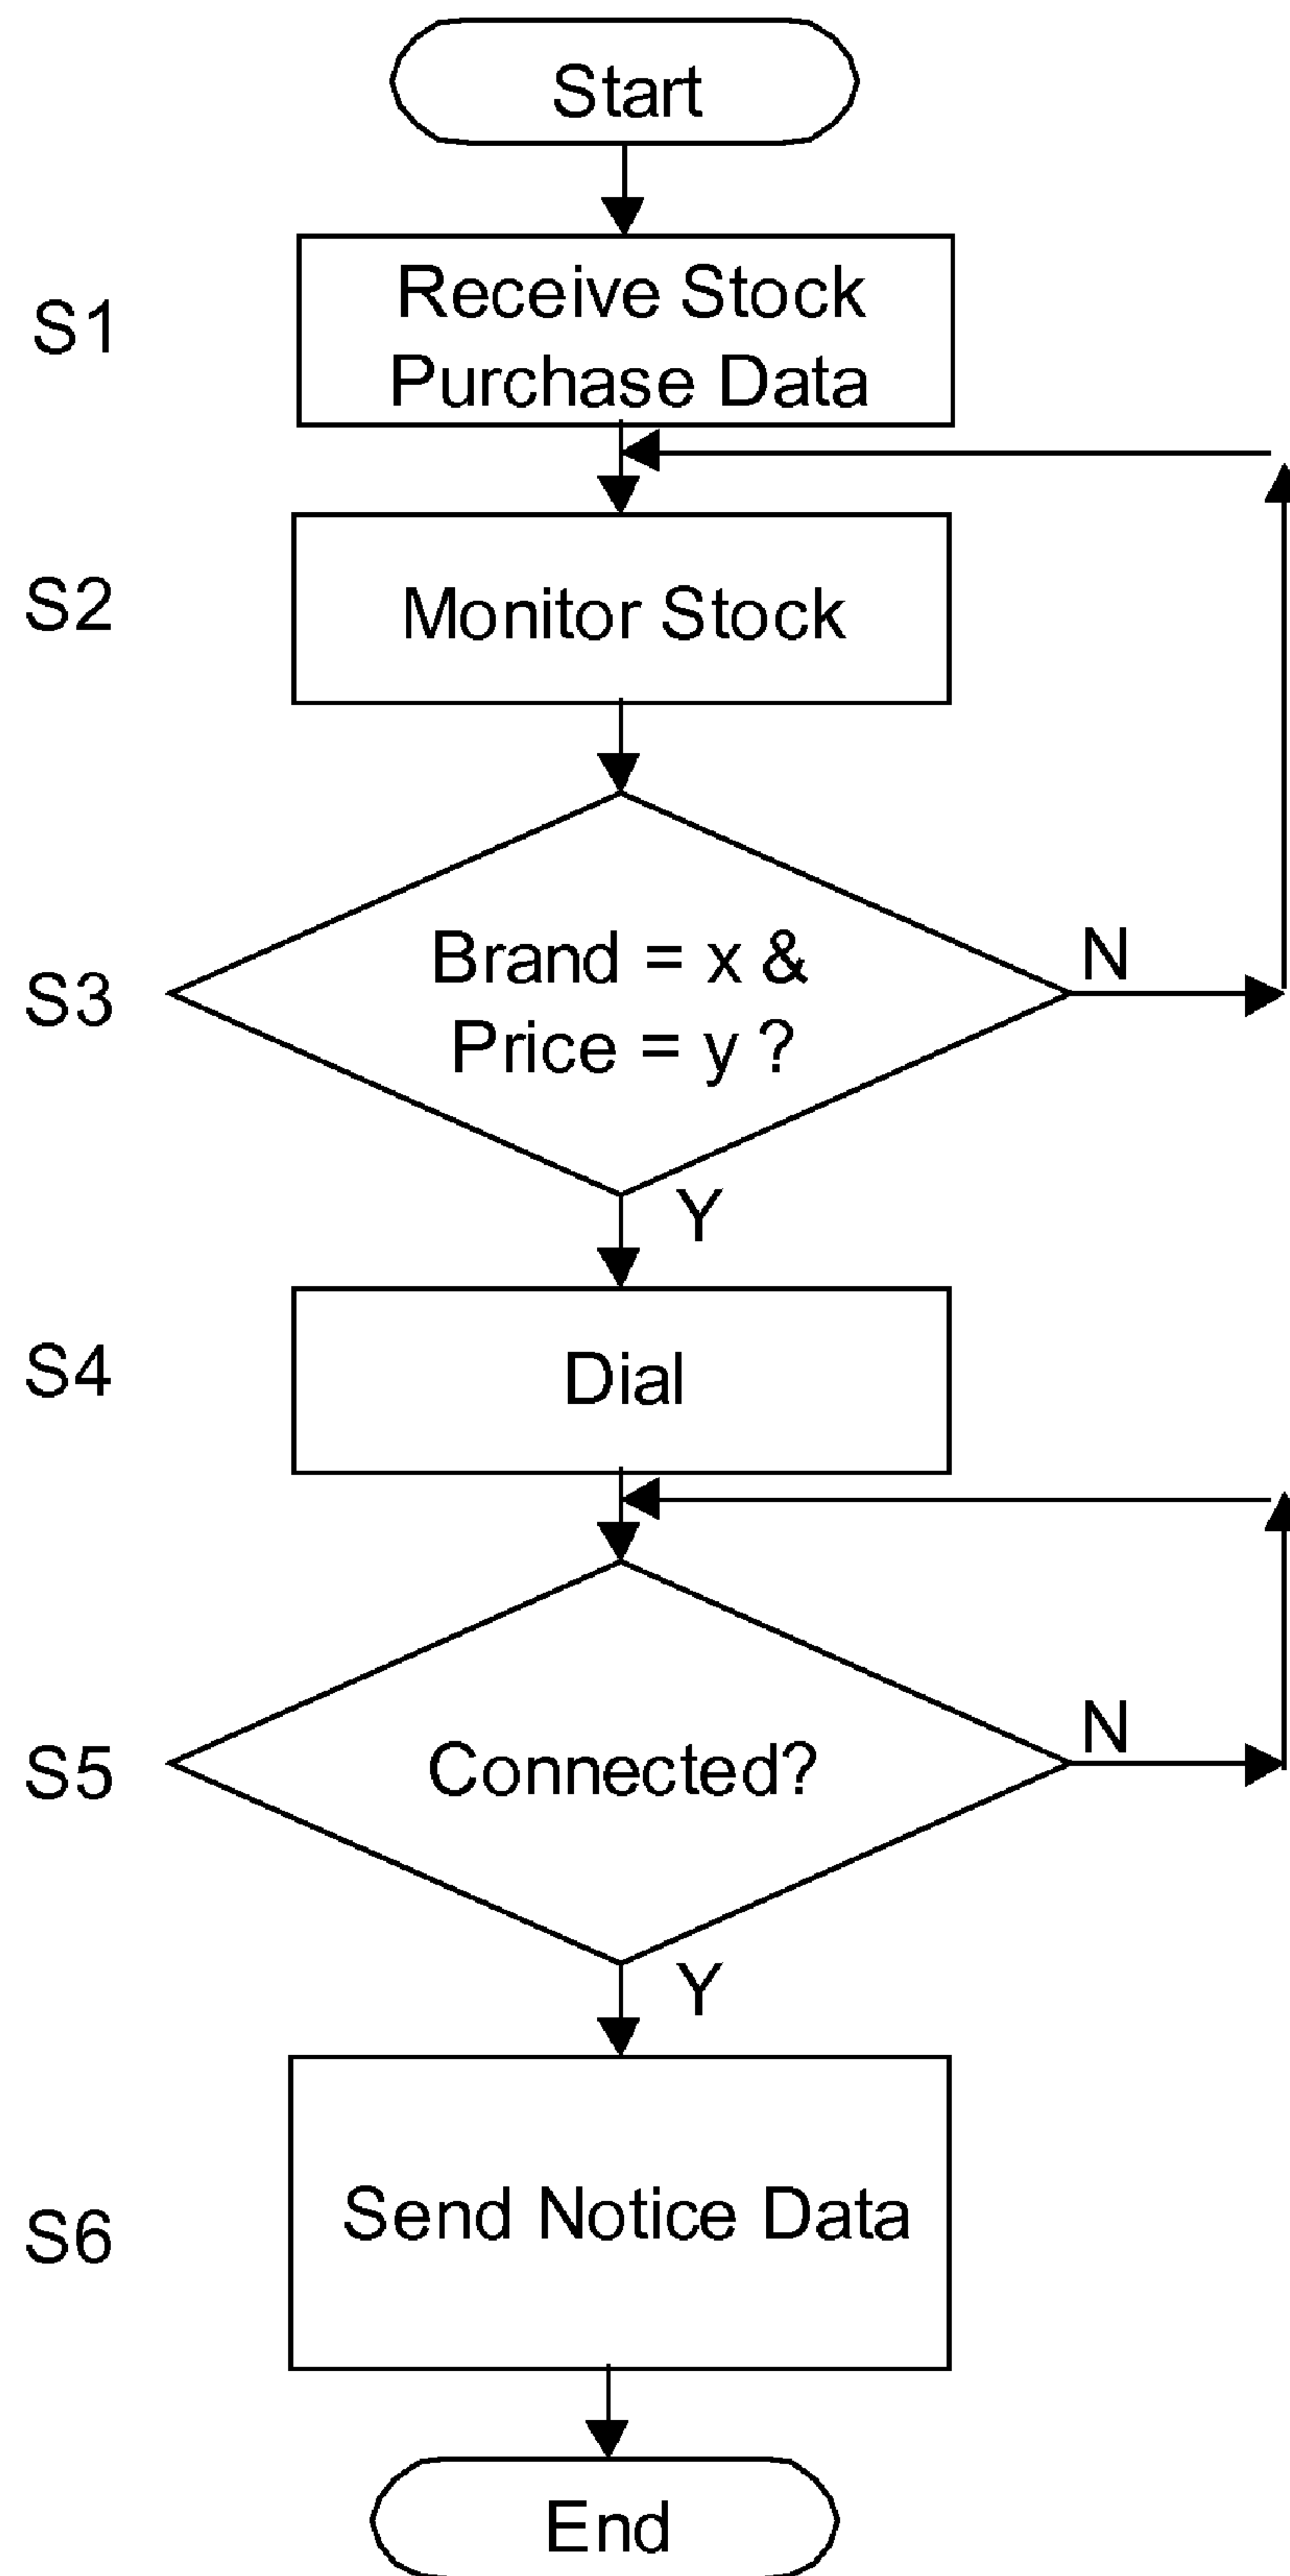 Start
S1
Receive Stock
Purchase Data
S2
Monitor Stock
S3
Brand = x &
Price = y ?
N
Y
S4
Dial
S5
Connected?
N
Y
S6
Send Notice Data
End